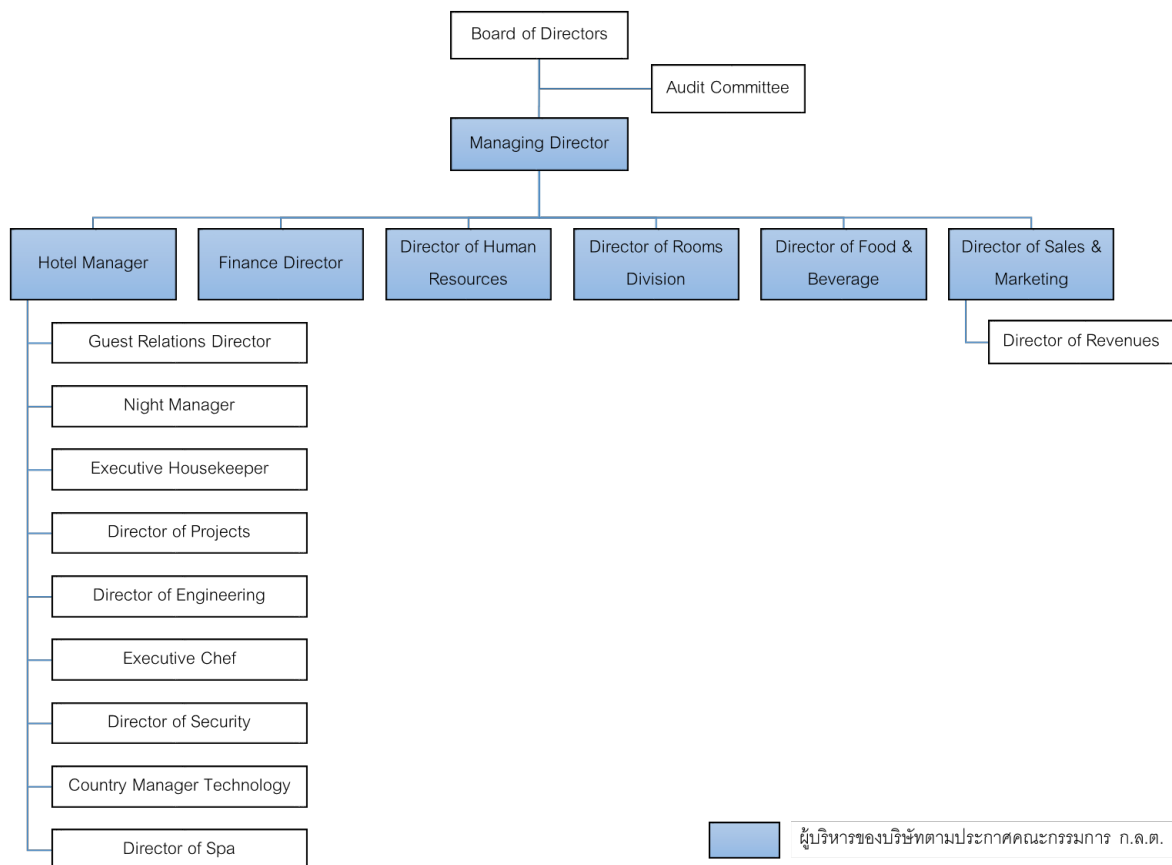 Board of Directors
Audit Committee
Managing Director
Hotel Manager
Finance Director
Director of Human
Resources
Director of Rooms
Division
Director of Food &
Beverage
Director of Sales &
Marketing
Guest Relations Director
Director of Revenues
Night Manager
Executive Housekeeper
Director of Projects
Director of Engineering
Executive Chef
Director of Security
Country Manager Technology
Director of Spa
ผู้บริหารของบริษัทตามประกาศคณะกรรมการ ก.ล.ต.